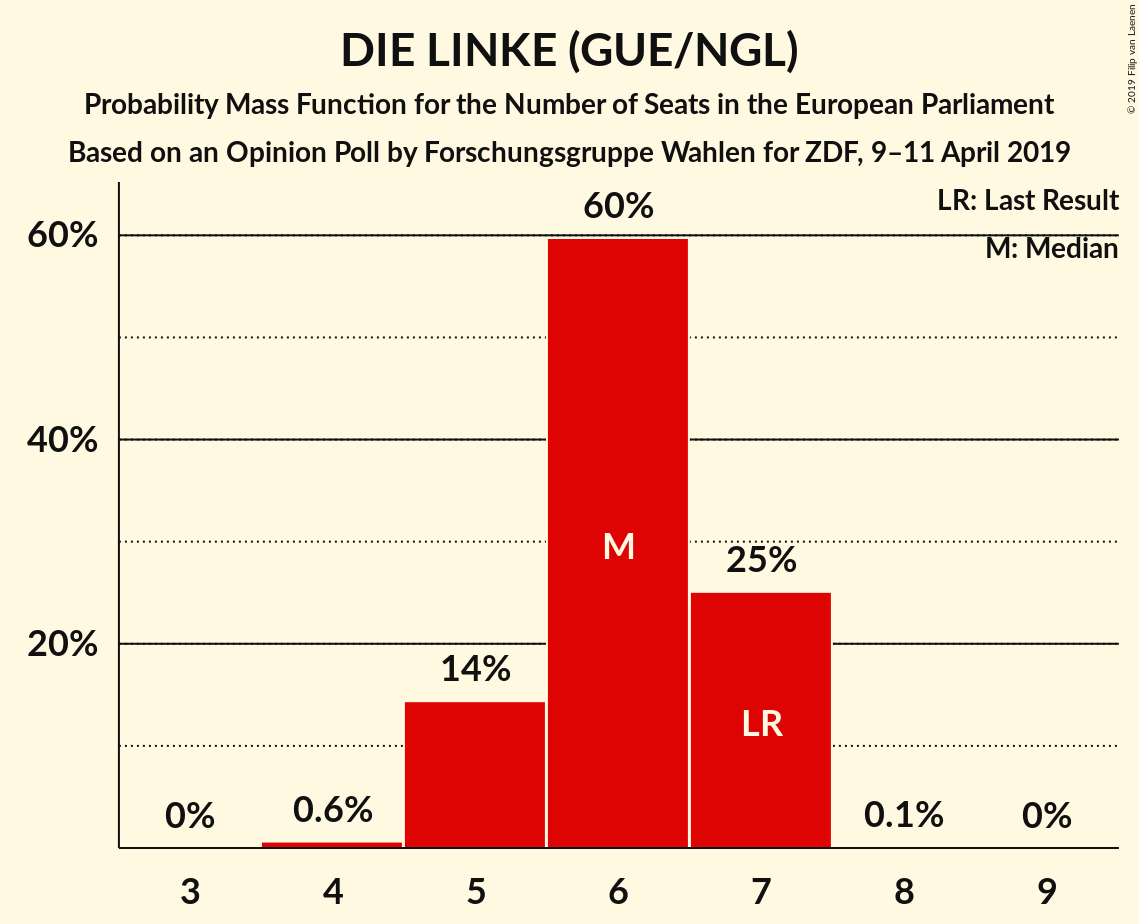 DIE LINKE (GUE/NGL)
Probability Mass Function for the Number of Seats in the European Parliament
Based on an Opinion Poll by Forschungsgruppe Wahlen for ZDF, 9–11 April 2019
© 2019 Filip van Laenen
LR: Last Result
M: Median
60%
40%
20%
0%
0.6%
14%
60%
25%
0.1%
0%
M
LR
3 4 5 6 7 8 9